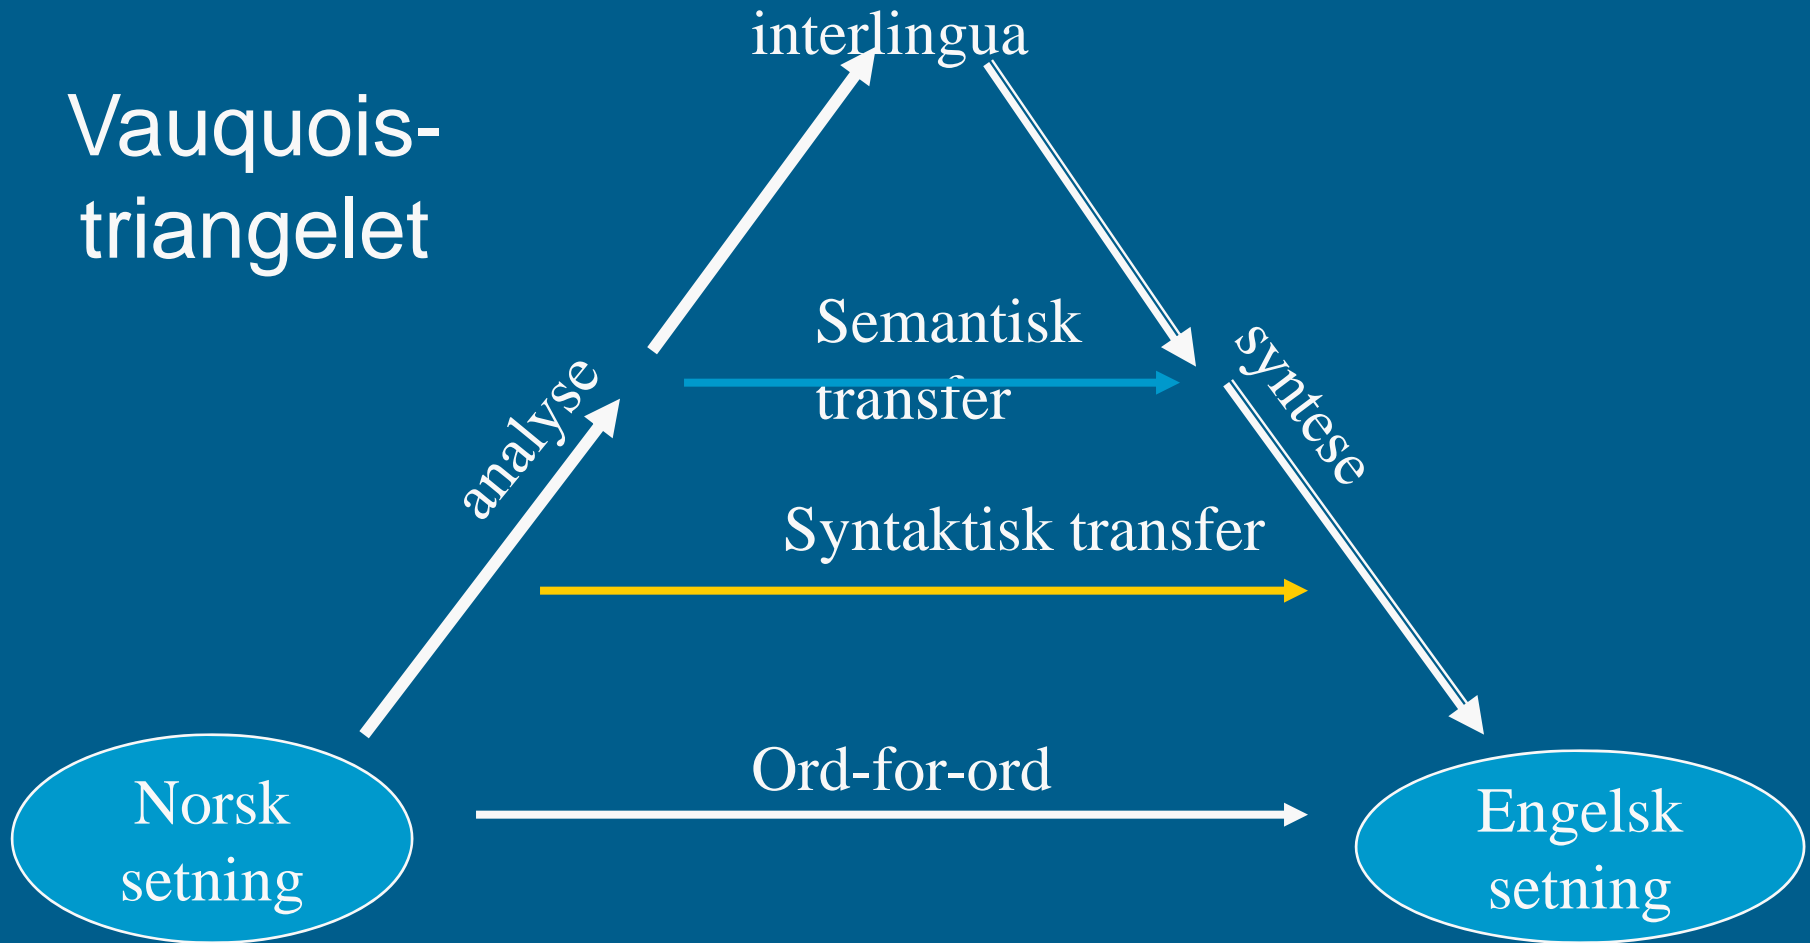 interlingua
Vauquois-
triangelet
Semantisk
transfer
analyse
syntese
Syntaktisk transfer
Ord-for-ord
Norsk
setning
Engelsk
setning